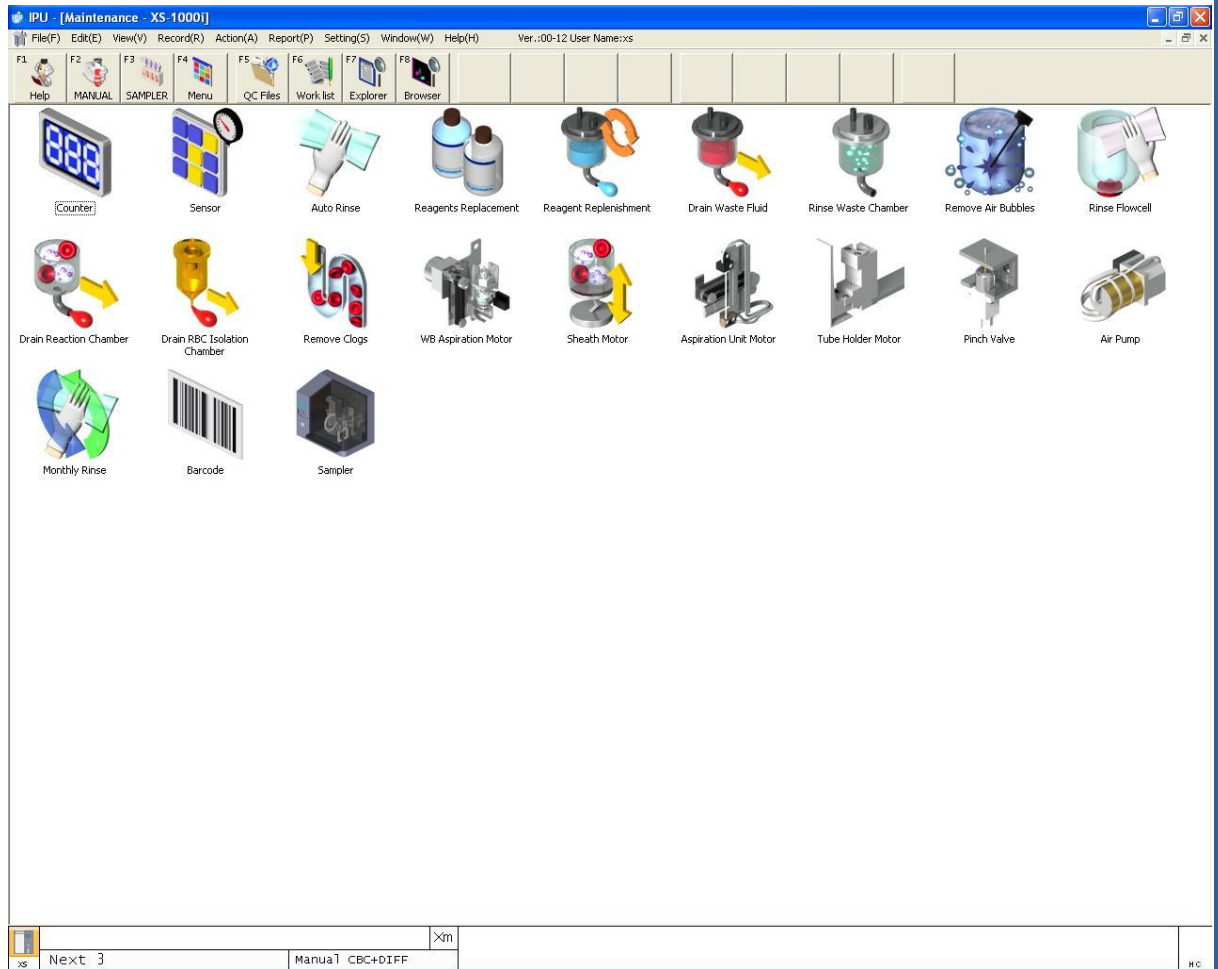 IPU - [Maintenance - XS-1000i]
File(F) Edit(E) View(V) Record(R) Action(A) Report(P) Setting(S) Window(W) Help(H) Ver.:00-12 User Name:xs
F1 F2 F3 F4 F5 F6 F7 F8
Help MANUAL SAMPLER Menu QC Files Work list Explorer Browser
888
Counter Sensor Auto Rinse Reagents Replacement Reagent Replenishment Drain Waste Fluid Rinse Waste Chamber Remove Air Bubbles Rinse Flowcell
Drain Reaction Chamber Drain RBC Isolation Chamber Remove Clogs WB Aspiration Motor Sheath Motor Aspiration Unit Motor Tube Holder Motor Pinch Valve Air Pump
Monthly Rinse Barcode Sampler
Xm
XS Next 3 Manual CBC+DIFF HC